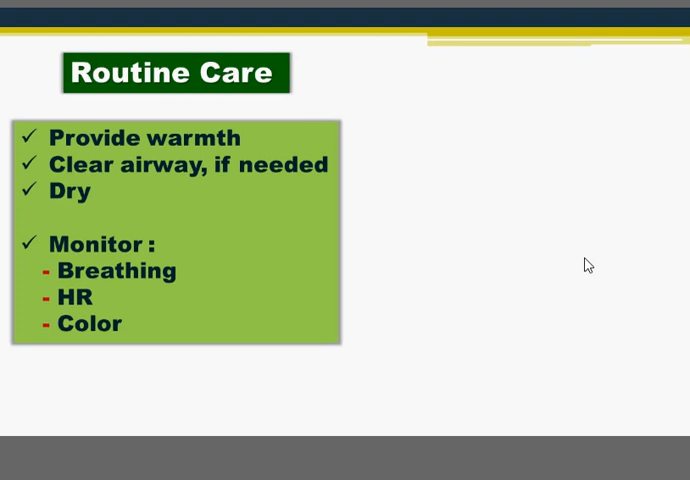 Routine Care
✓ Provide warmth
✓ Clear airway, if needed
✓ Dry
✓ Monitor :
- Breathing
- HR
- Color